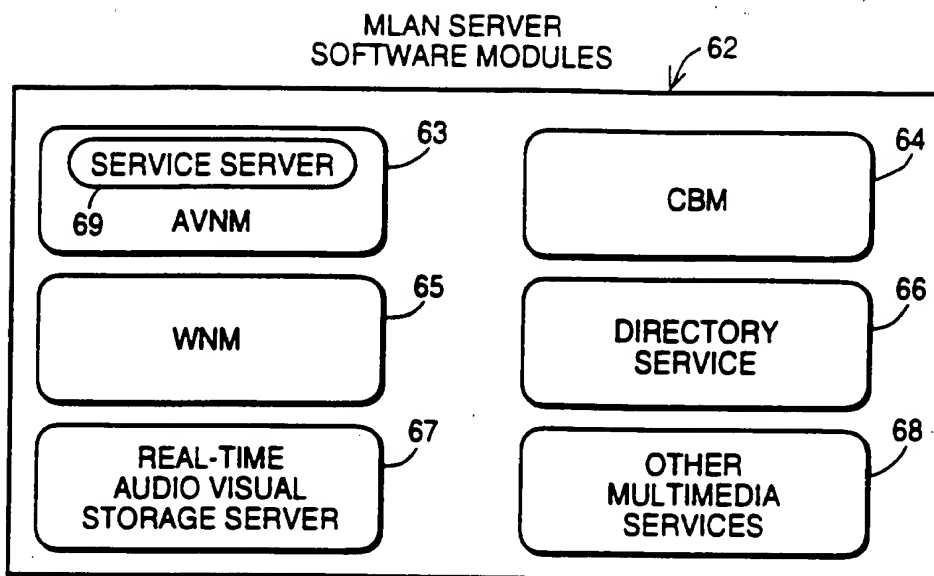 MLAN SERVER
SOFTWARE MODULES
62
SERVICE SERVER
63
69
AVNM
CBM
64
WNM
65
DIRECTORY
SERVICE
66
REAL-TIME
AUDIO VISUAL
STORAGE SERVER
67
OTHER
MULTIMEDIA
SERVICES
68